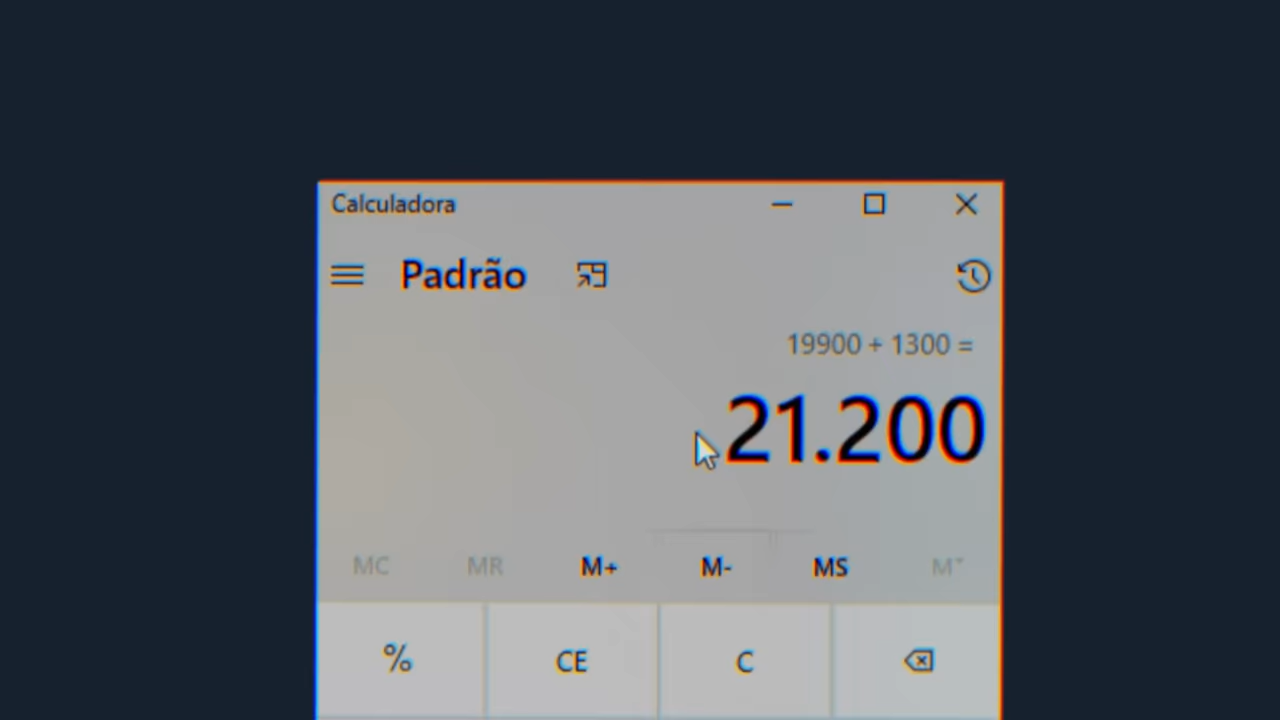 Calculadora
Padrão
19900 + 1300 =
21.200
MC MR M+ M- MS M˅
% CE C